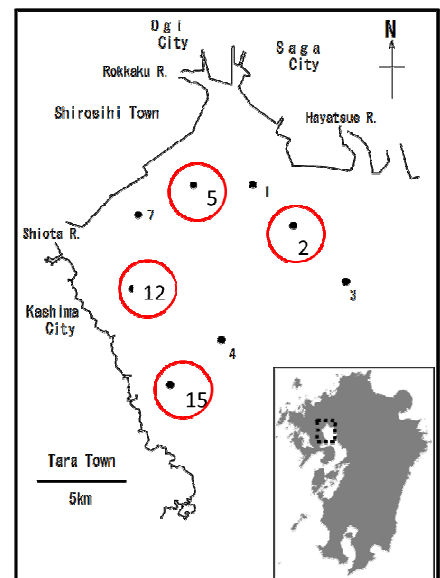 Ogi
City
Saga
City
N
Rokkaku R.
Shirosihi Town
Hayatsue R.
5
1
7
2
Shiota R.
12
3
Kashima
City
4
15
Tara Town
5km